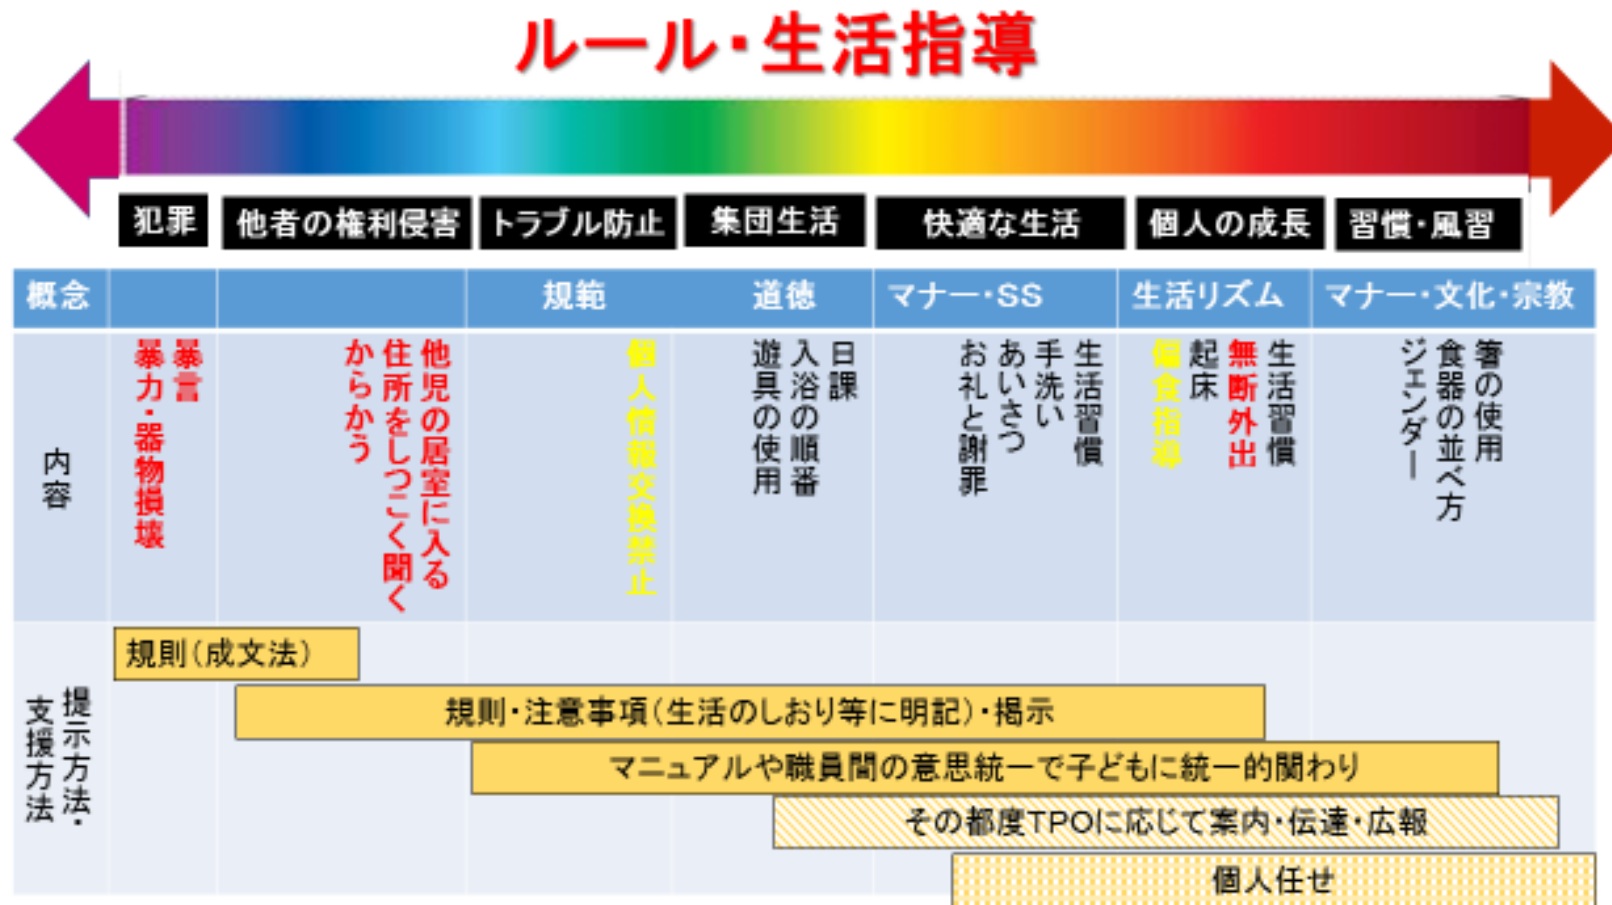 ルール・生活指導
犯罪
他者の権利侵害
トラブル防止
集団生活
快適な生活
個人の成長
習慣・風習
概念
規範
道徳
マナー・SS
生活リズム
マナー・文化・宗教
内容
暴言
暴力・器物損壊
他児の居室に入る
住所をしつこく聞く
からかう
個人情報交換禁止
日課
入浴の順番
遊具の使用
生活習慣
手洗い
あいさつ
お礼と謝罪
生活習慣
無断外出
起床
偏食指導
箸の使用
食器の並べ方
ジェンダー
提示方法・
支援方法
規則（成文法）
規則・注意事項（生活のしおり等に明記）・掲示
マニュアルや職員間の意思統一で子どもに統一的関わり
その都度TPOに応じて案内・伝達・広報
個人任せ